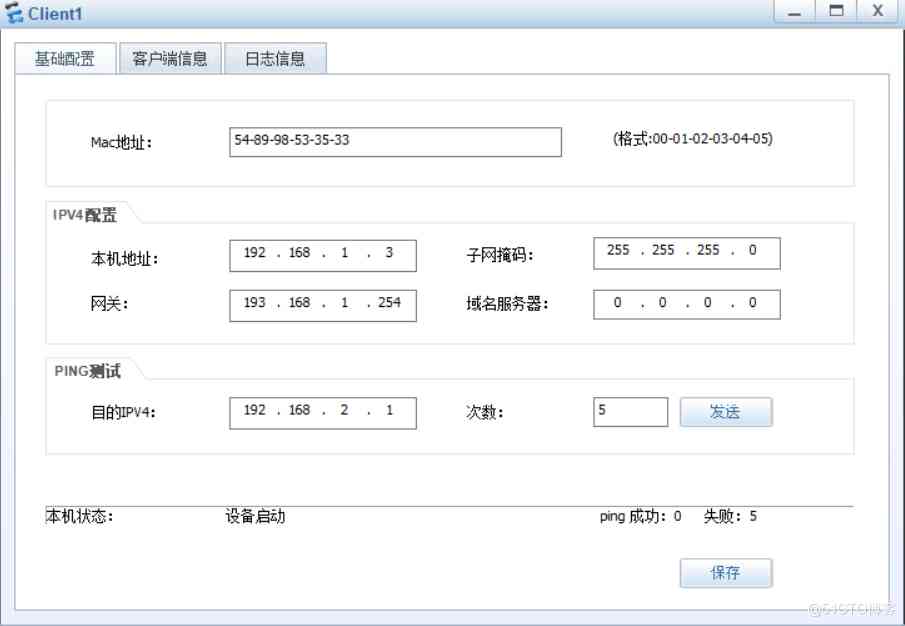 Client1
基础配置 客户端信息 日志信息
Mac地址： 54-89-98-53-35-33 (格式:00-01-02-03-04-05)
IPV4配置
本机地址： 192 . 168 . 1 . 3 子网掩码： 255 . 255 . 255 . 0
网关： 193 . 168 . 1 . 254 域名服务器： 0 . 0 . 0 . 0
PING测试
目的IPV4： 192 . 168 . 2 . 1 次数： 5 发送
本机状态： 设备启动 ping 成功： 0 失败： 5
保存
@51CTO博客